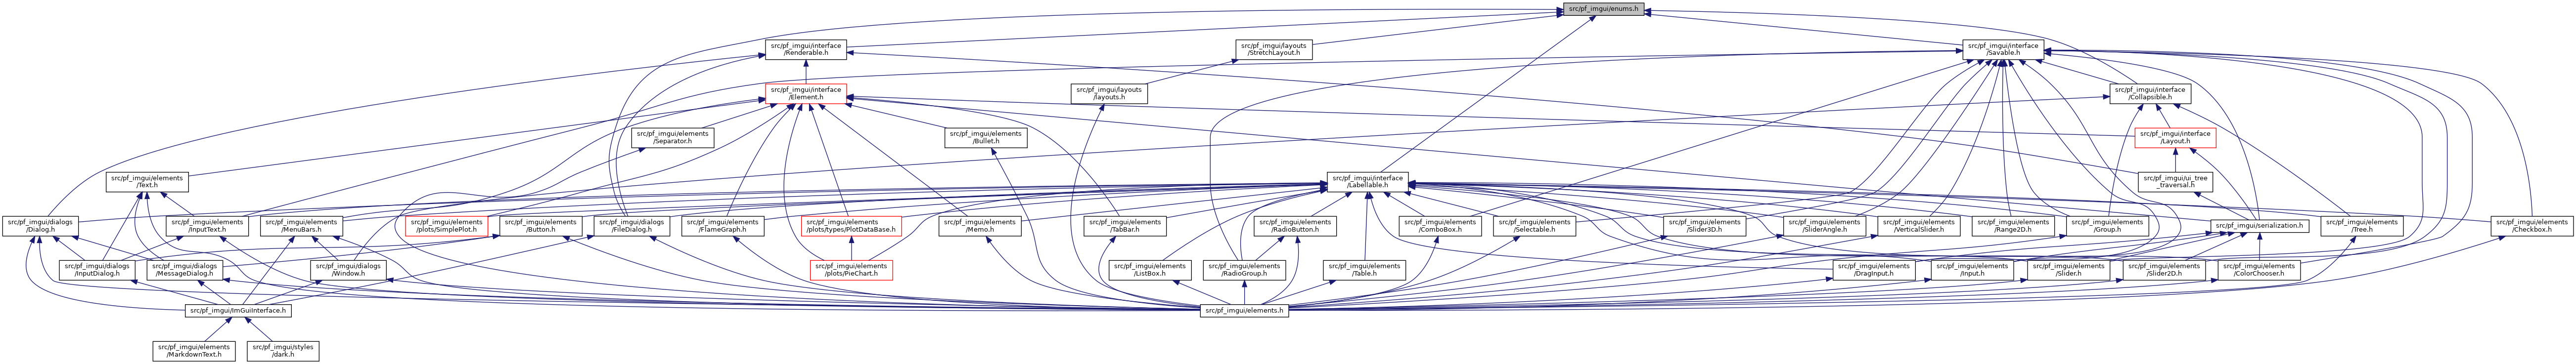 src/pf_imgui/enums.h
src/pf_imgui/interface
/Renderable.h
src/pf_imgui/layouts
/StretchLayout.h
src/pf_imgui/interface
/Savable.h
src/pf_imgui/interface
/Element.h
src/pf_imgui/layouts
/layouts.h
src/pf_imgui/interface
/Collapsible.h
src/pf_imgui/elements
/Separator.h
src/pf_imgui/elements
/Bullet.h
src/pf_imgui/interface
/Layout.h
src/pf_imgui/elements
/Text.h
src/pf_imgui/interface
/Labellable.h
src/pf_imgui/ui_tree
_traversal.h
src/pf_imgui/dialogs
/Dialog.h
src/pf_imgui/elements
/InputText.h
src/pf_imgui/elements
/MenuBars.h
src/pf_imgui/elements
/plots/SimplePlot.h
src/pf_imgui/elements
/Button.h
src/pf_imgui/dialogs
/FileDialog.h
src/pf_imgui/elements
/FlameGraph.h
src/pf_imgui/elements
/plots/types/PlotDataBase.h
src/pf_imgui/elements
/Memo.h
src/pf_imgui/elements
/TabBar.h
src/pf_imgui/elements
/RadioButton.h
src/pf_imgui/elements
/ComboBox.h
src/pf_imgui/elements
/Selectable.h
src/pf_imgui/elements
/Slider3D.h
src/pf_imgui/elements
/SliderAngle.h
src/pf_imgui/elements
/VerticalSlider.h
src/pf_imgui/elements
/Range2D.h
src/pf_imgui/elements
/Group.h
src/pf_imgui/serialization.h
src/pf_imgui/elements
/Tree.h
src/pf_imgui/elements
/Checkbox.h
src/pf_imgui/dialogs
/InputDialog.h
src/pf_imgui/dialogs
/MessageDialog.h
src/pf_imgui/dialogs
/Window.h
src/pf_imgui/elements
/plots/PieChart.h
src/pf_imgui/elements
/ListBox.h
src/pf_imgui/elements
/RadioGroup.h
src/pf_imgui/elements
/Table.h
src/pf_imgui/elements
/DragInput.h
src/pf_imgui/elements
/Input.h
src/pf_imgui/elements
/Slider.h
src/pf_imgui/elements
/Slider2D.h
src/pf_imgui/elements
/ColorChooser.h
src/pf_imgui/ImGuiInterface.h
src/pf_imgui/elements.h
src/pf_imgui/elements
/MarkdownText.h
src/pf_imgui/styles
/dark.h